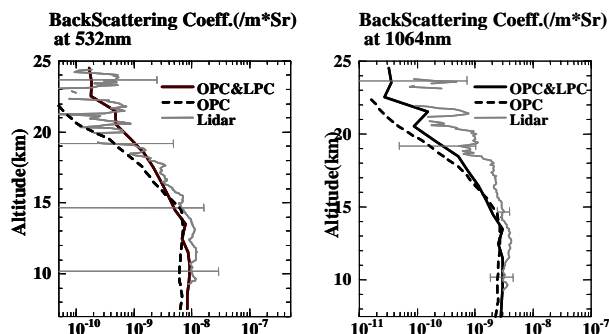 BackScattering Coeff.(/m*Sr)
at 532nm
25
20
15
10
Altitude(km)
OPC&LPC
OPC
Lidar
10-10
10-9
10-8
10-7
BackScattering Coeff.(/m*Sr)
at 1064nm
25
20
15
10
Altitude(km)
OPC&LPC
OPC
Lidar
10-11
10-10
10-9
10-8
10-7